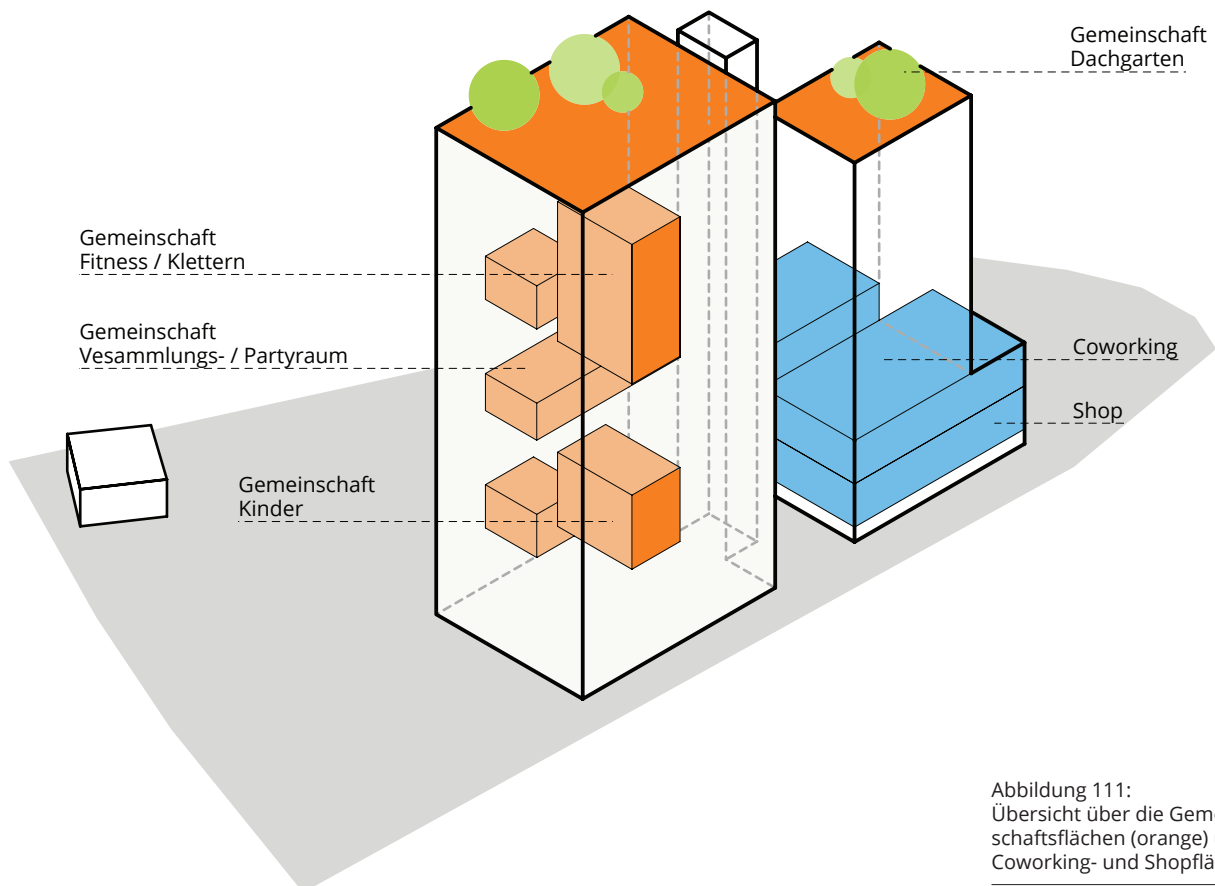 Gemeinschaft
Dachgarten
Gemeinschaft
Fitness / Klettern
Gemeinschaft
Vesammlungs- / Partyraum
Coworking
Shop
Gemeinschaft
Kinder
Abbildung 111:
Übersicht über die Geme
schaftsflächen (orange)
Coworking- und Shopflä